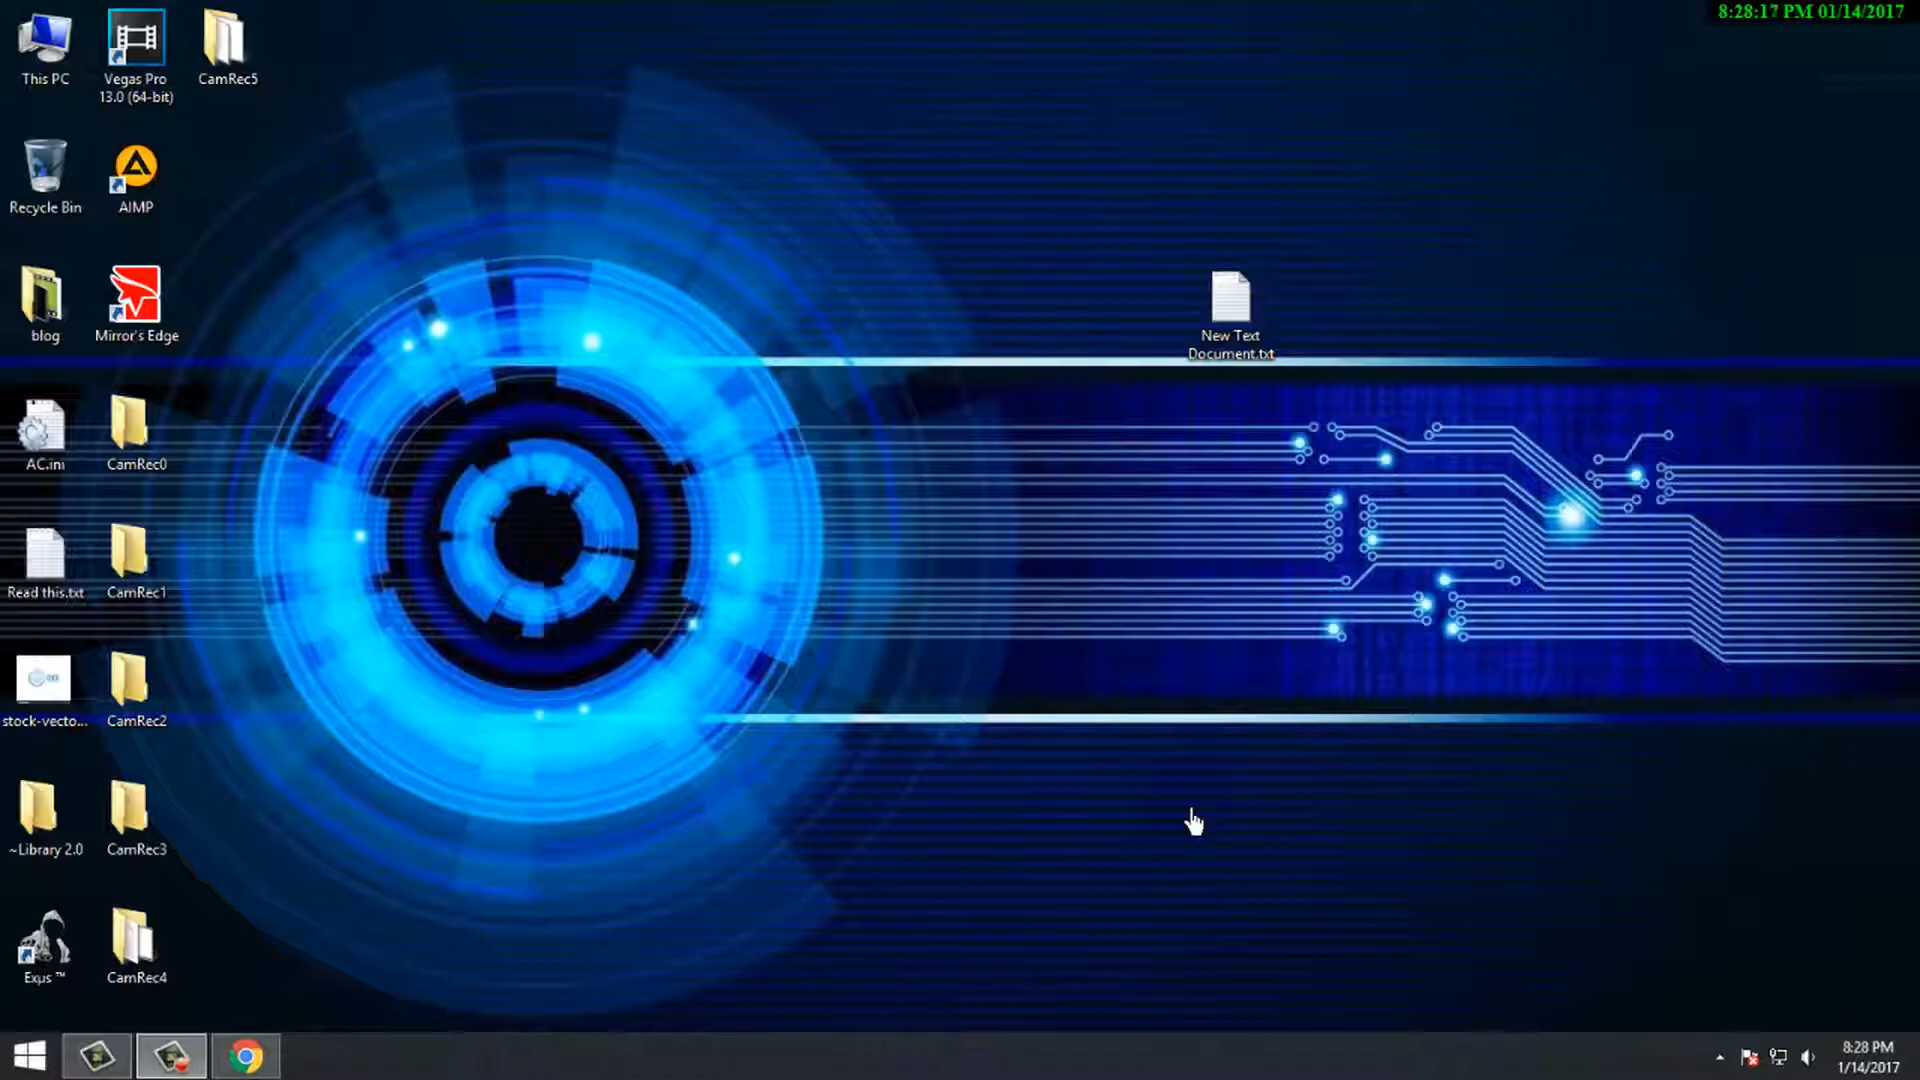 8:28:17 PM 01/14/2017
This PC
Vegas Pro
13.0 (64-bit)
CamRec5
Recycle Bin
AIMP
blog
Mirror's Edge
New Text
Document.txt
AC.ini
CamRec0
Read this.txt
CamRec1
stock-vecto...
CamRec2
~Library 2.0
CamRec3
Exus ™
CamRec4
8:28 PM
1/14/2017